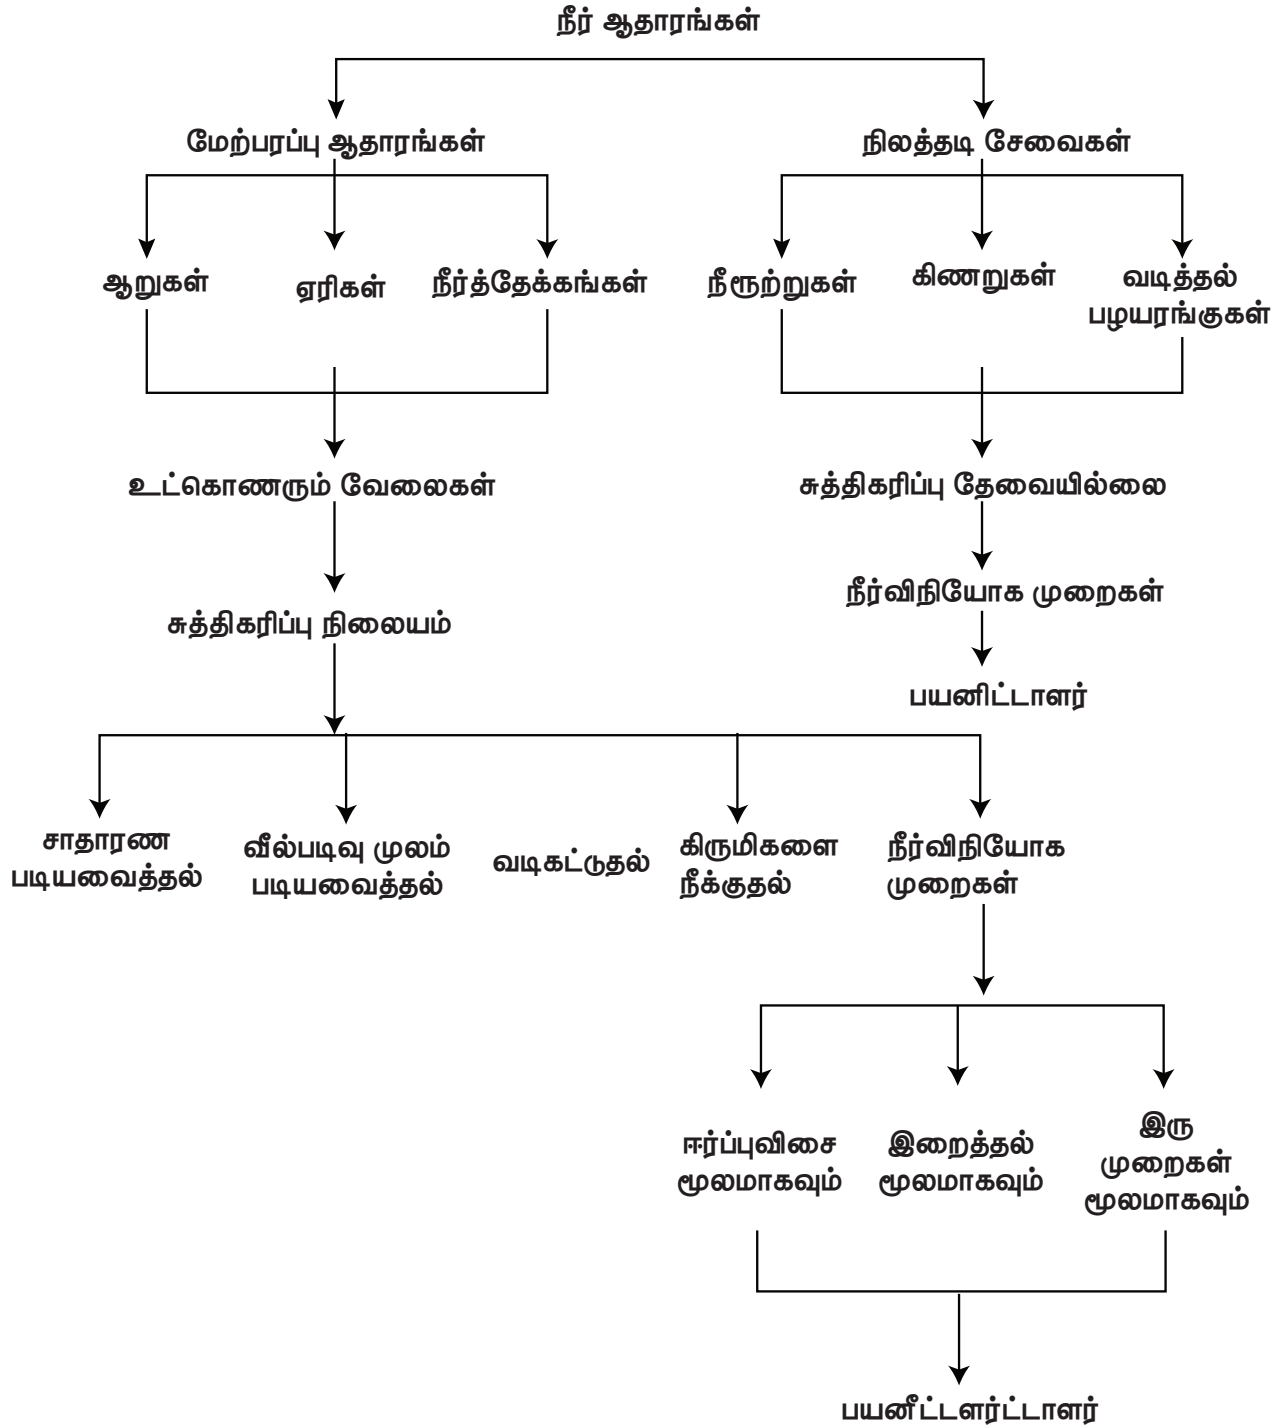 நீர் ஆதாரங்கள்
மேற்பரப்பு ஆதாரங்கள்
நிலத்தடி சேவைகள்
ஆறுகள்
ஏரிகள்
நீர்த்தேக்கங்கள்
நீரூற்றுகள்
கிணறுகள்
வடித்தல்
பழயரங்குகள்
உட்கொணரும் வேலைகள்
சுத்திகரிப்பு தேவையில்லை
சுத்திகரிப்பு நிலையம்
நீர்விநியோக முறைகள்
பயனிட்டாளர்
சாதாரண
படியவைத்தல்
வீல்படிவு முலம்
படியவைத்தல்
வடிகட்டுதல்
கிருமிகளை
நீக்குதல்
நீர்விநியோக
முறைகள்
ஈர்ப்புவிசை
மூலமாகவும்
இறைத்தல்
மூலமாகவும்
இரு
முறைகள்
மூலமாகவும்
பயனீட்டளர்ட்டாளர்